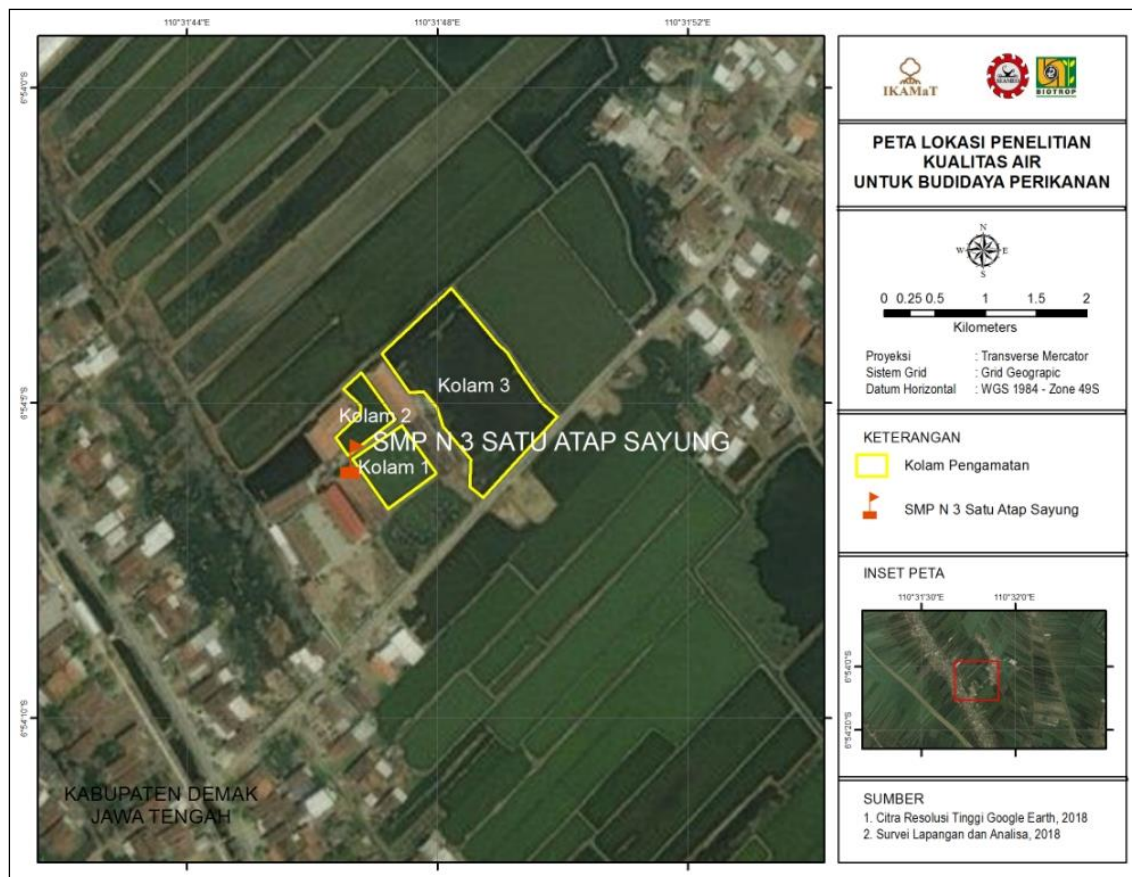 110°31'44"E
110°31'48"E
110°31'52"E
6°54'0"S
6°54'5"S
6°54'10"S
Kolam 3
Kolam 2
SMP N 3 SATU ATAP SAYUNG
Kolam 1
KABUPATEN DEMAK
JAWA TENGAH
IKAMaT
BIOTROP
PETA LOKASI PENELITIAN
KUALITAS AIR
UNTUK BUDIDAYA PERIKANAN
N
W E
S
0 0.25 0.5 1 1.5 2
Kilometers
Proyeksi : Transverse Mercator
Sistem Grid : Grid Geograpic
Datum Horizontal : WGS 1984 - Zone 49S
KETERANGAN
Kolam Pengamatan
SMP N 3 Satu Atap Sayung
INSET PETA
110°31'30"E 110°32'0"E
6°54'0"S
6°54'20"S
SUMBER
1. Citra Resolusi Tinggi Google Earth, 2018
2. Survei Lapangan dan Analisa, 2018